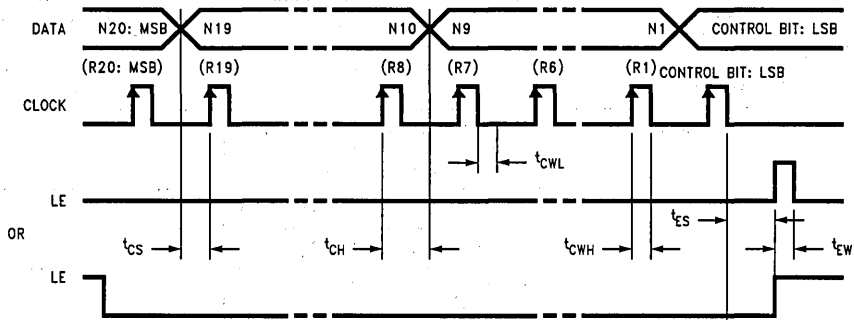 DATA N20: MSB N19 N10 N9 N1 CONTROL BIT: LSB
(R20: MSB) (R19) (R8) (R7) (R6) (R1) CONTROL BIT: LSB
CLOCK
tCWL
LE
tES
OR
tCS tCH tCWH tEW
LE